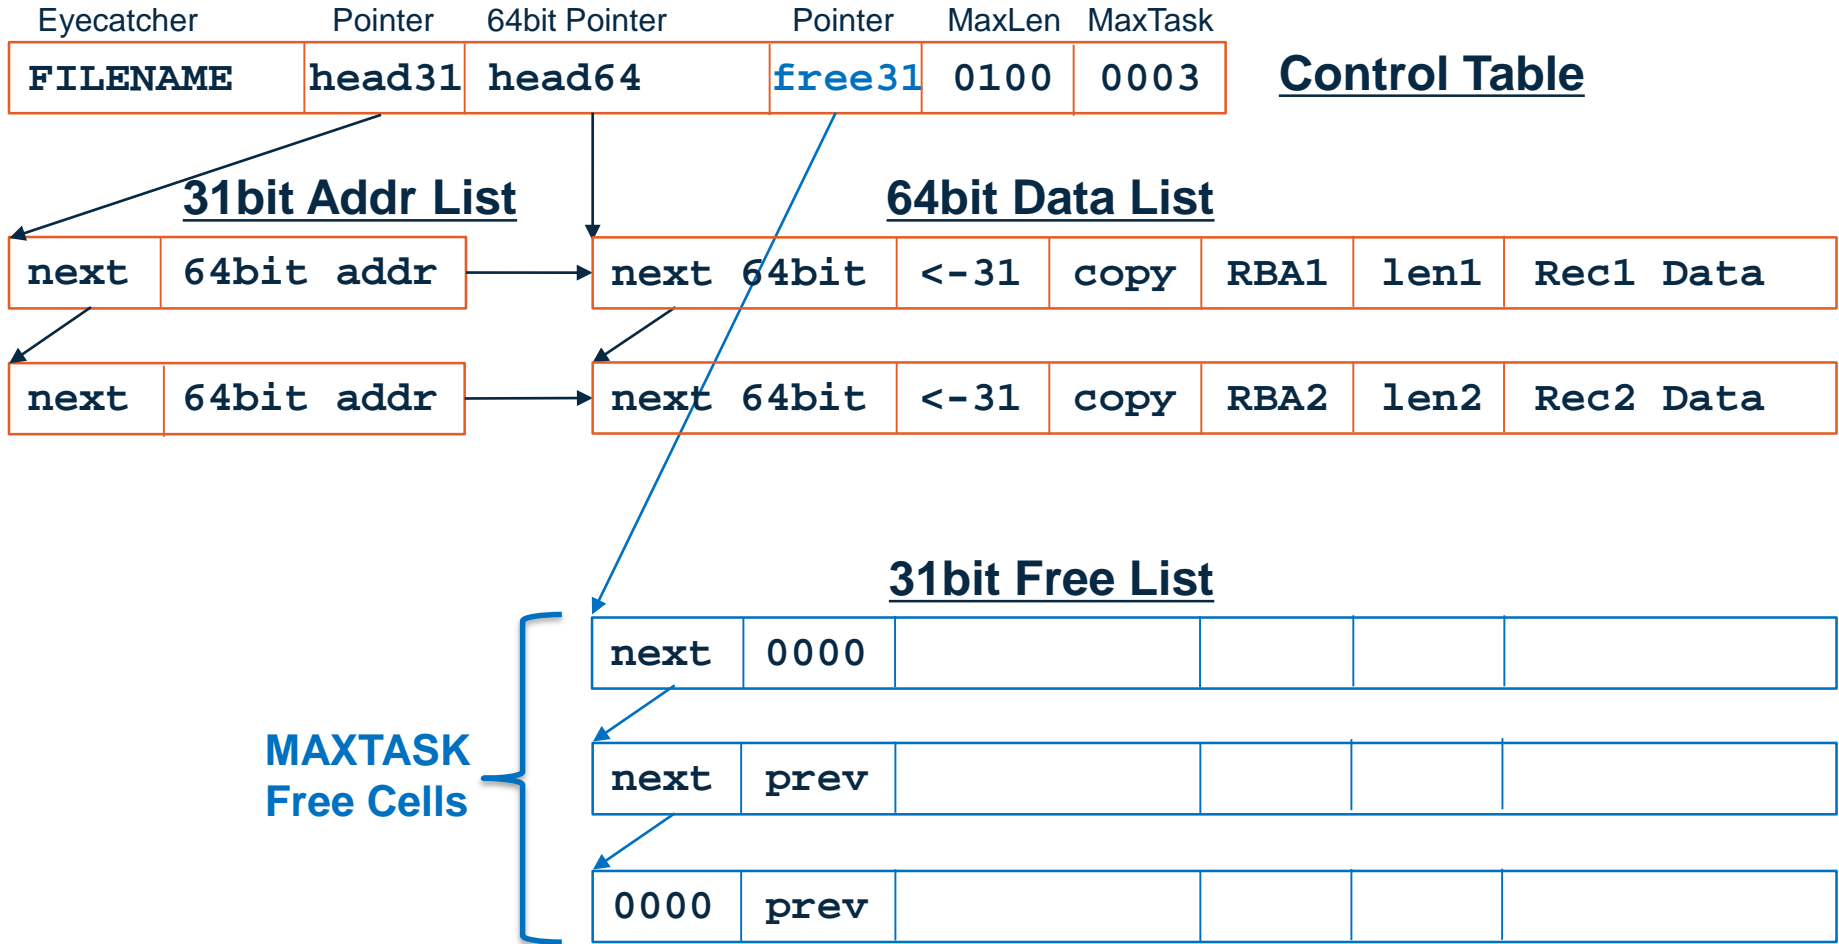 Eyecatcher Pointer 64bit Pointer Pointer MaxLen MaxTask
FILENAME head31 head64 free31 0100 0003 Control Table
31bit Addr List 64bit Data List
next 64bit addr next 64bit <-31 copy RBA1 len1 Rec1 Data
next 64bit addr next 64bit <-31 copy RBA2 len2 Rec2 Data
31bit Free List
next 0000
MAXTASK
Free Cells
next prev
0000 prev